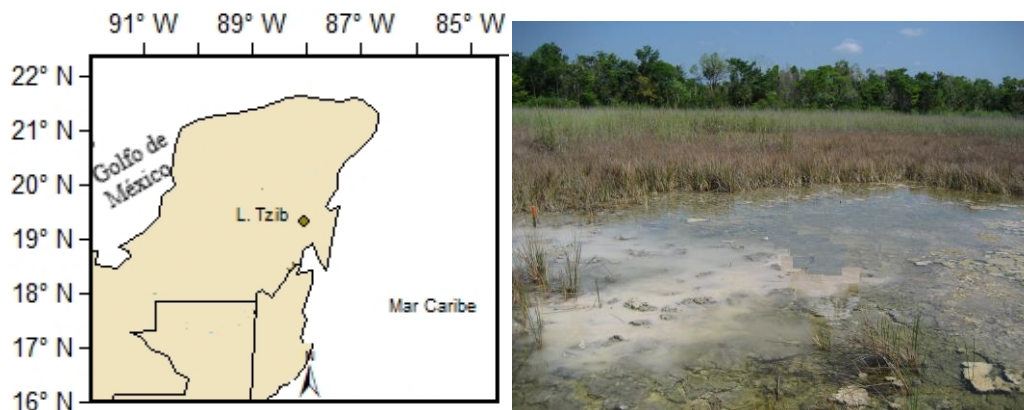 91° W 89° W 87° W 85° W
22° N
21° N
Golfo de
México
20° N
L. Tzib
19° N
18° N
Mar Caribe
17° N
16° N